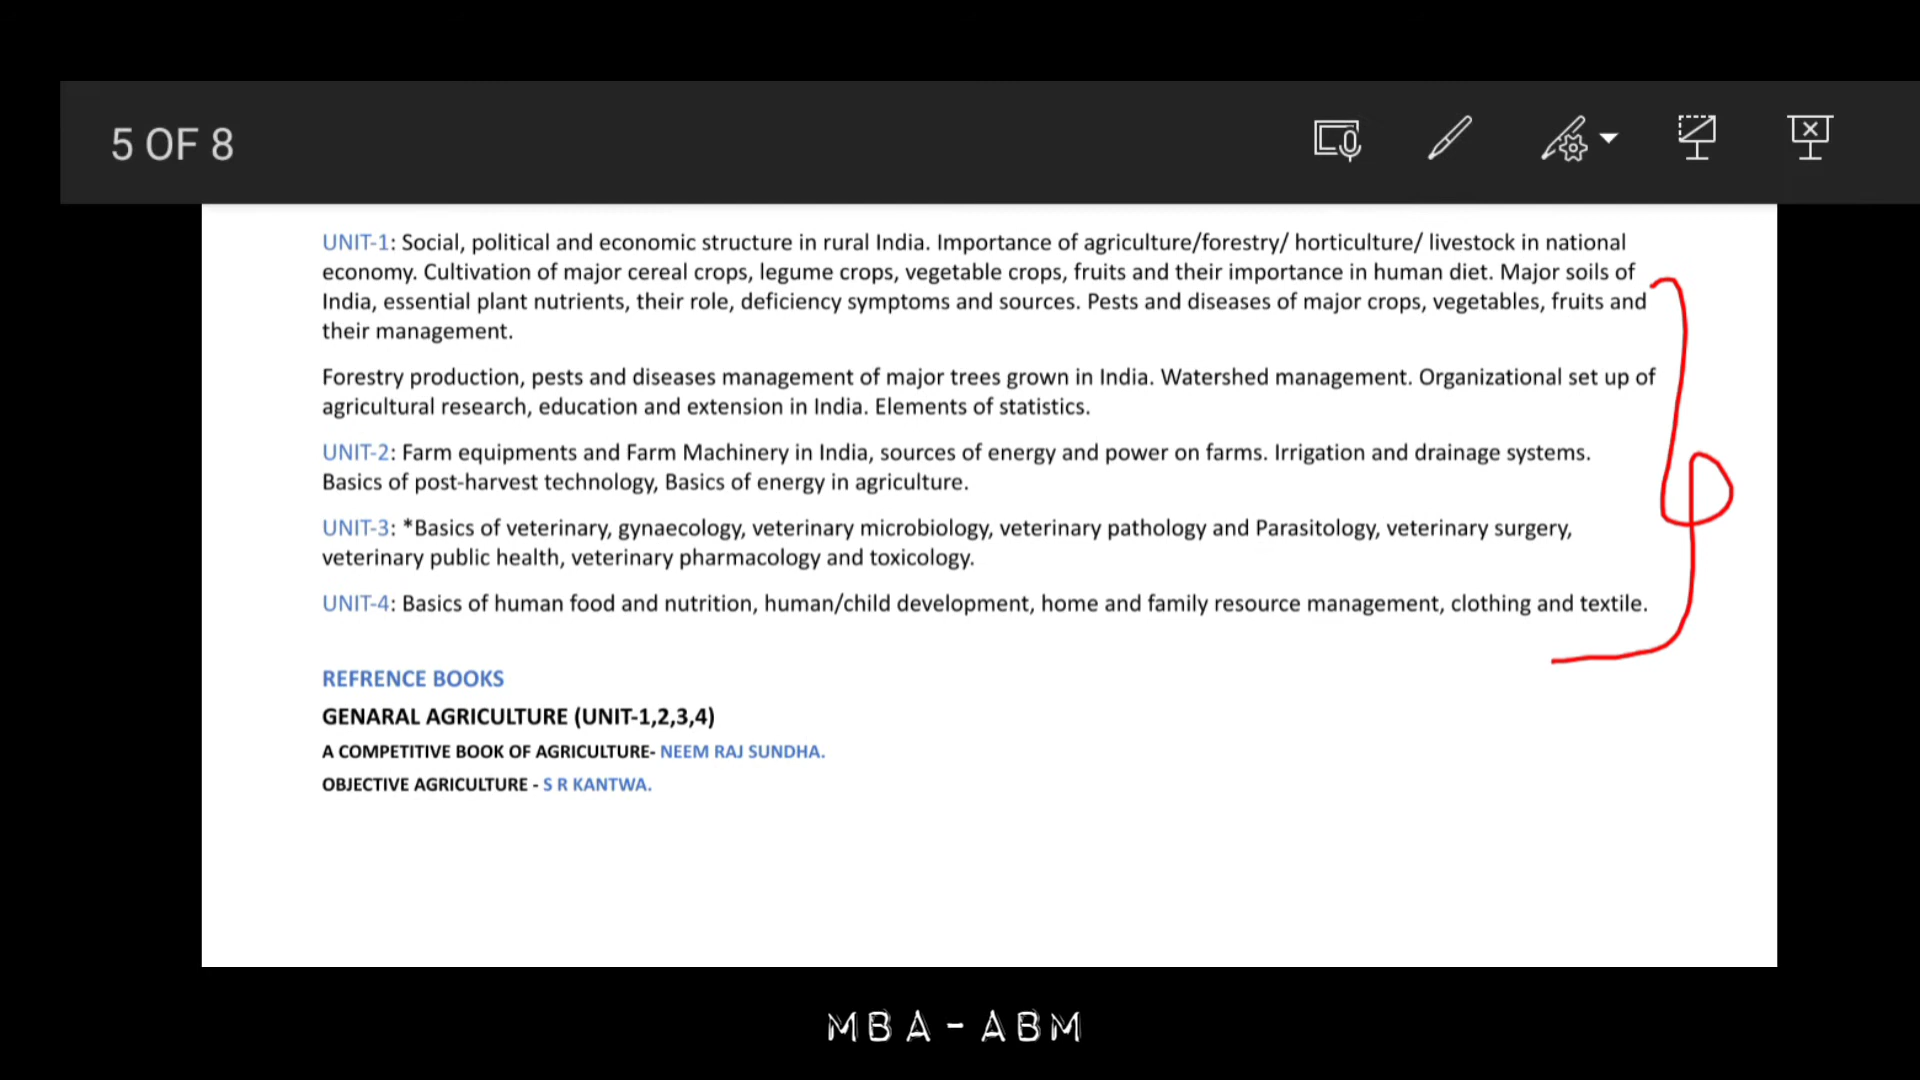 5 OF 8
UNIT-1: Social, political and economic structure in rural India. Importance of agriculture/forestry/ horticulture/ livestock in national
economy. Cultivation of major cereal crops, legume crops, vegetable crops, fruits and their importance in human diet. Major soils of
India, essential plant nutrients, their role, deficiency symptoms and sources. Pests and diseases of major crops, vegetables, fruits and
their management.
Forestry production, pests and diseases management of major trees grown in India. Watershed management. Organizational set up of
agricultural research, education and extension in India. Elements of statistics.
UNIT-2: Farm equipments and Farm Machinery in India, sources of energy and power on farms. Irrigation and drainage systems.
Basics of post-harvest technology, Basics of energy in agriculture.
UNIT-3: *Basics of veterinary, gynaecology, veterinary microbiology, veterinary pathology and Parasitology, veterinary surgery,
veterinary public health, veterinary pharmacology and toxicology.
UNIT-4: Basics of human food and nutrition, human/child development, home and family resource management, clothing and textile.
REFRENCE BOOKS
GENARAL AGRICULTURE (UNIT-1,2,3,4)
A COMPETITIVE BOOK OF AGRICULTURE- NEEM RAJ SUNDHA.
OBJECTIVE AGRICULTURE - S R KANTWA.
MBA-ABM